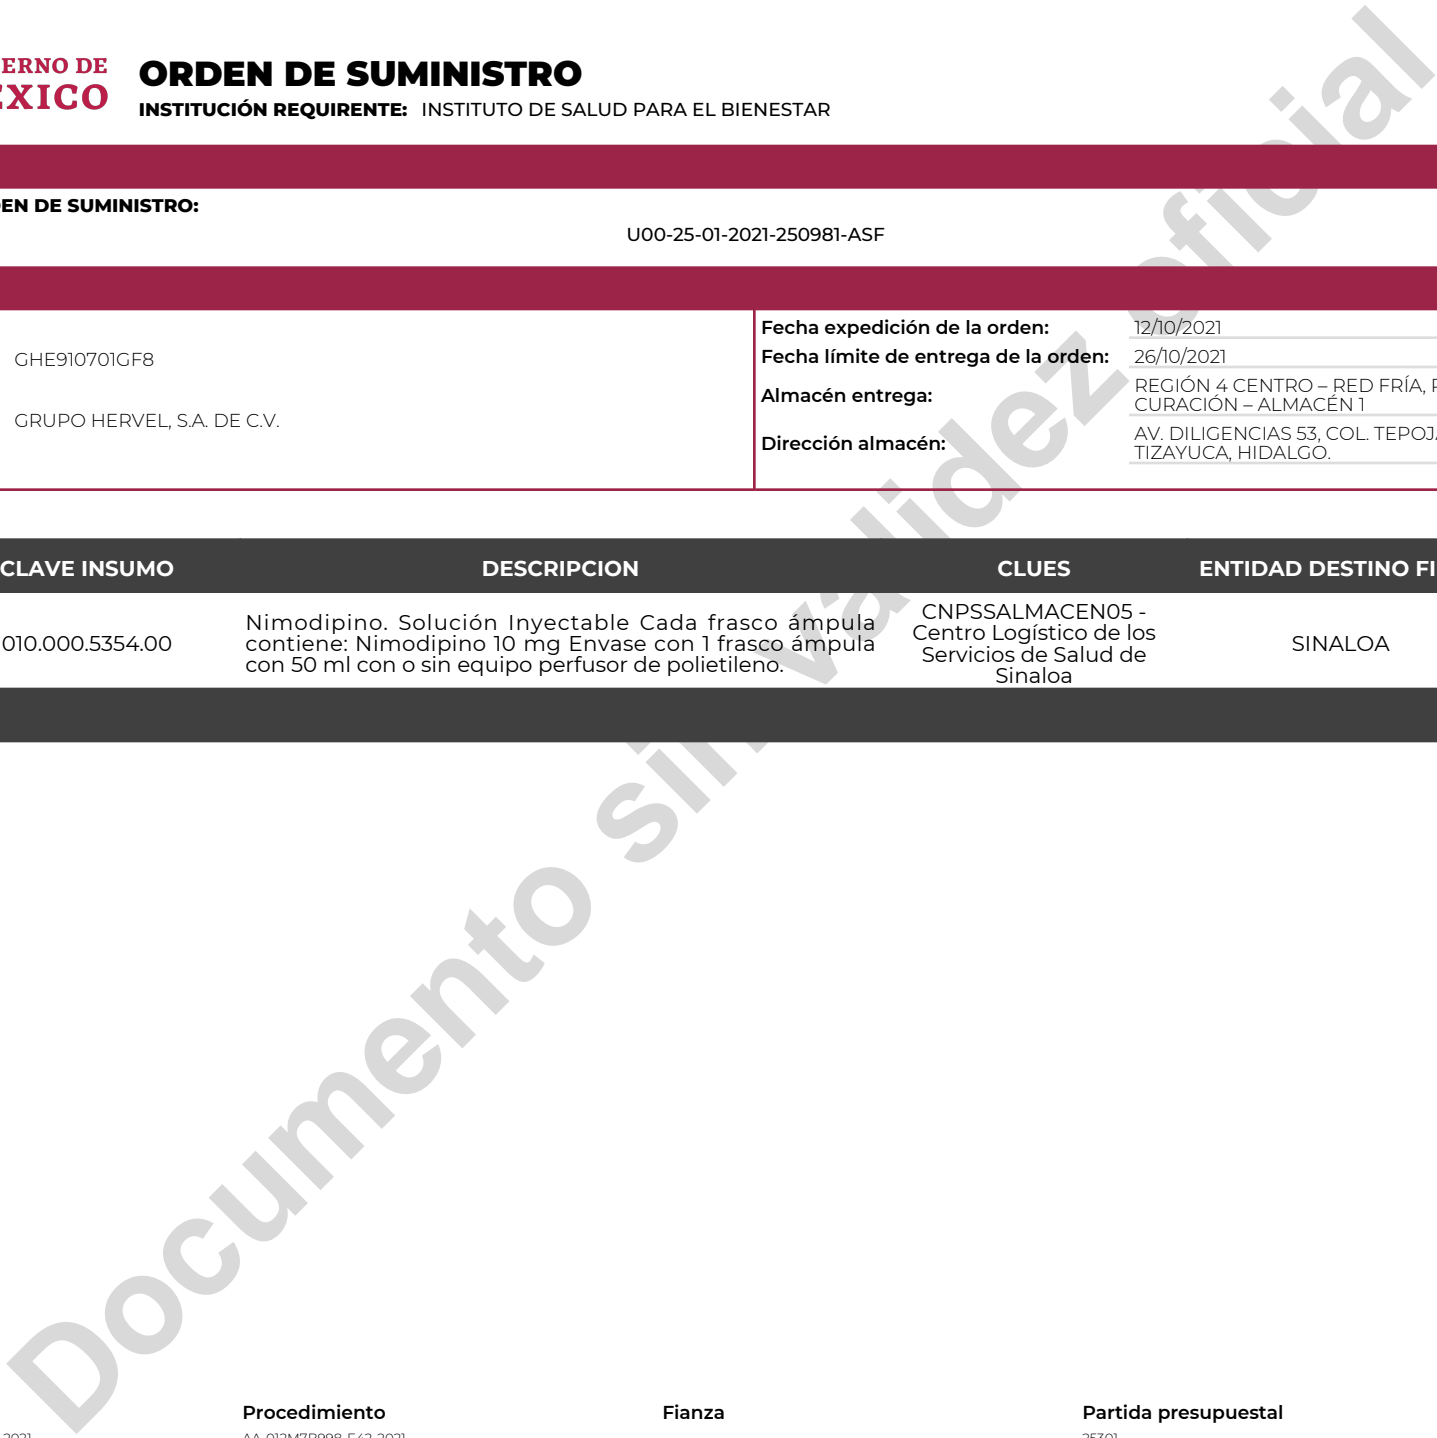 ERNO DE
ÉXICO
ORDEN DE SUMINISTRO
INSTITUCIÓN REQUIRENTE: INSTITUTO DE SALUD PARA EL BIENESTAR
EN DE SUMINISTRO:
U00-25-01-2021-250981-ASF
GHE910701GF8
GRUPO HERVEL, S.A. DE C.V.
Fecha expedición de la orden: 12/10/2021
Fecha límite de entrega de la orden: 26/10/2021
Almacén entrega: REGIÓN 4 CENTRO – RED FRÍA,
CURACIÓN – ALMACÉN 1
Dirección almacén: AV. DILIGENCIAS 53, COL. TEPOJA
TIZAYUCA, HIDALGO.
CLAVE INSUMO DESCRIPCION CLUES ENTIDAD DESTINO FI
010.000.5354.00
Nimodipino. Solución Inyectable Cada frasco ámpula
contiene: Nimodipino 10 mg Envase con 1 frasco ámpula
con 50 ml con o sin equipo perfusor de polietileno.
CNPSSALMACEN05 -
Centro Logístico de los
Servicios de Salud de
Sinaloa
SINALOA
Documento sin validez oficial
Procedimiento Fianza Partida presupuestal